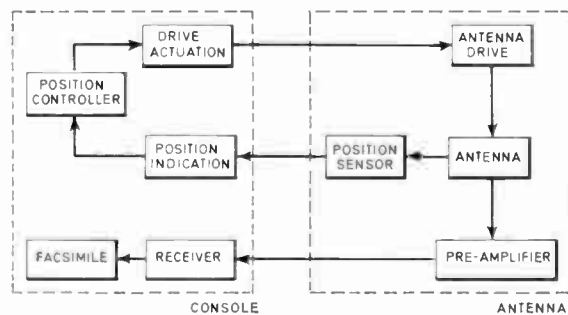 DRIVE
ACTUATION
ANTENNA
DRIVE
POSITION
CONTROLLER
POSITION
INDICATION
POSITION
SENSOR
ANTENNA
FACSIMILE
RECEIVER
PRE-AMPLIFIER
CONSOLE
ANTENNA